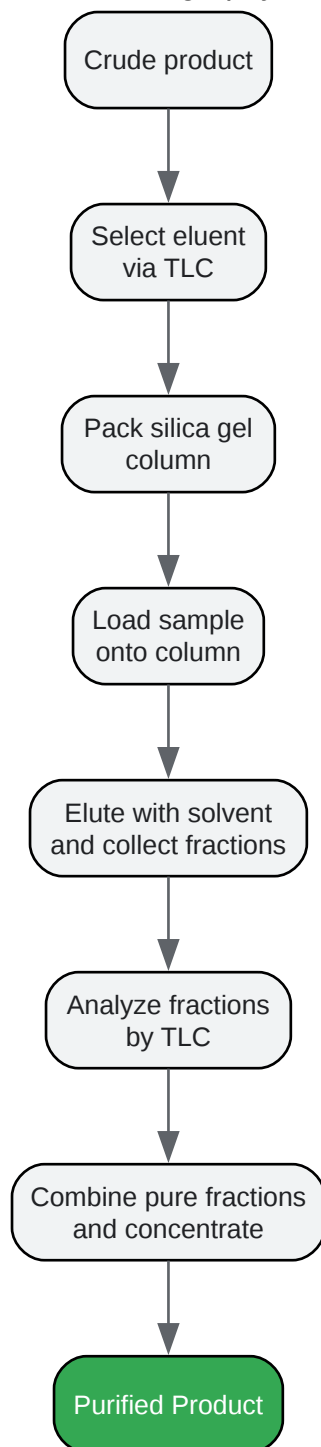 Crude product
Select eluent
via TLC
Pack silica gel
column
Load sample
onto column
Elute with solvent
and collect fractions
Analyze fractions
by TLC
Combine pure fractions
and concentrate
Purified Product